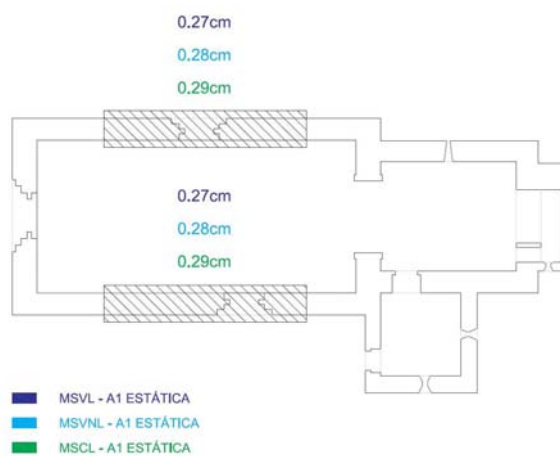 0.27cm
0.28cm
0.29cm
0.27cm
0.28cm
0.29cm
MSVL - A1 ESTÁTICA
MSVNL - A1 ESTÁTICA
MSCL - A1 ESTÁTICA